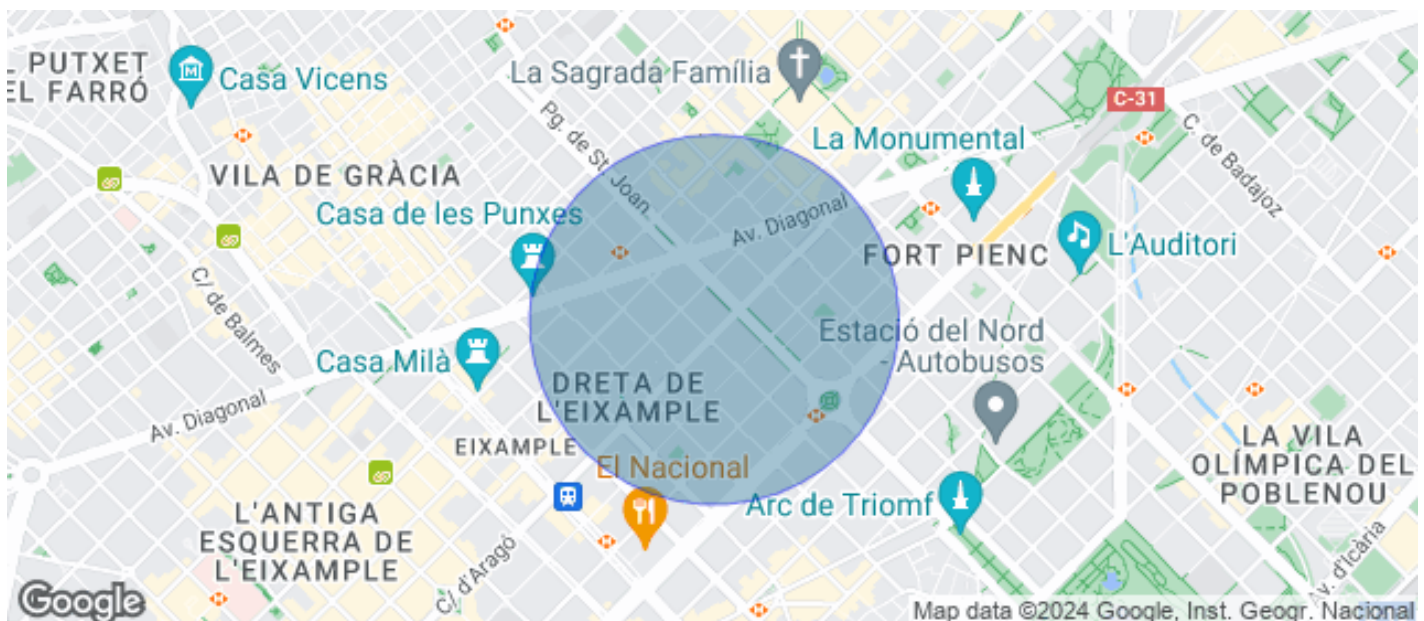 PUTXET
EL FARRÓ
Casa Vicens
La Sagrada Família
C-31
Pg. de St. Joan
La Monumental
C. de Badajoz
VILA DE GRÀCIA
Casa de les Punxes
Av. Diagonal
FORT PIENC
L'Auditori
C/ de Balmes
Estació del Nord
- Autobusos
Casa Milà
DRETA DE
L'EIXAMPLE
Av. Diagonal
EIXAMPLE
El Nacional
LA VILA
OLÍMPICA DEL
POBLENOU
Arc de Triomf
L'ANTIGA
ESQUERRA DE
L'EIXAMPLE
C/ d'Aragó
Av. d'Icària
Google
Map data ©2024 Google, Inst. Geogr. Nacional